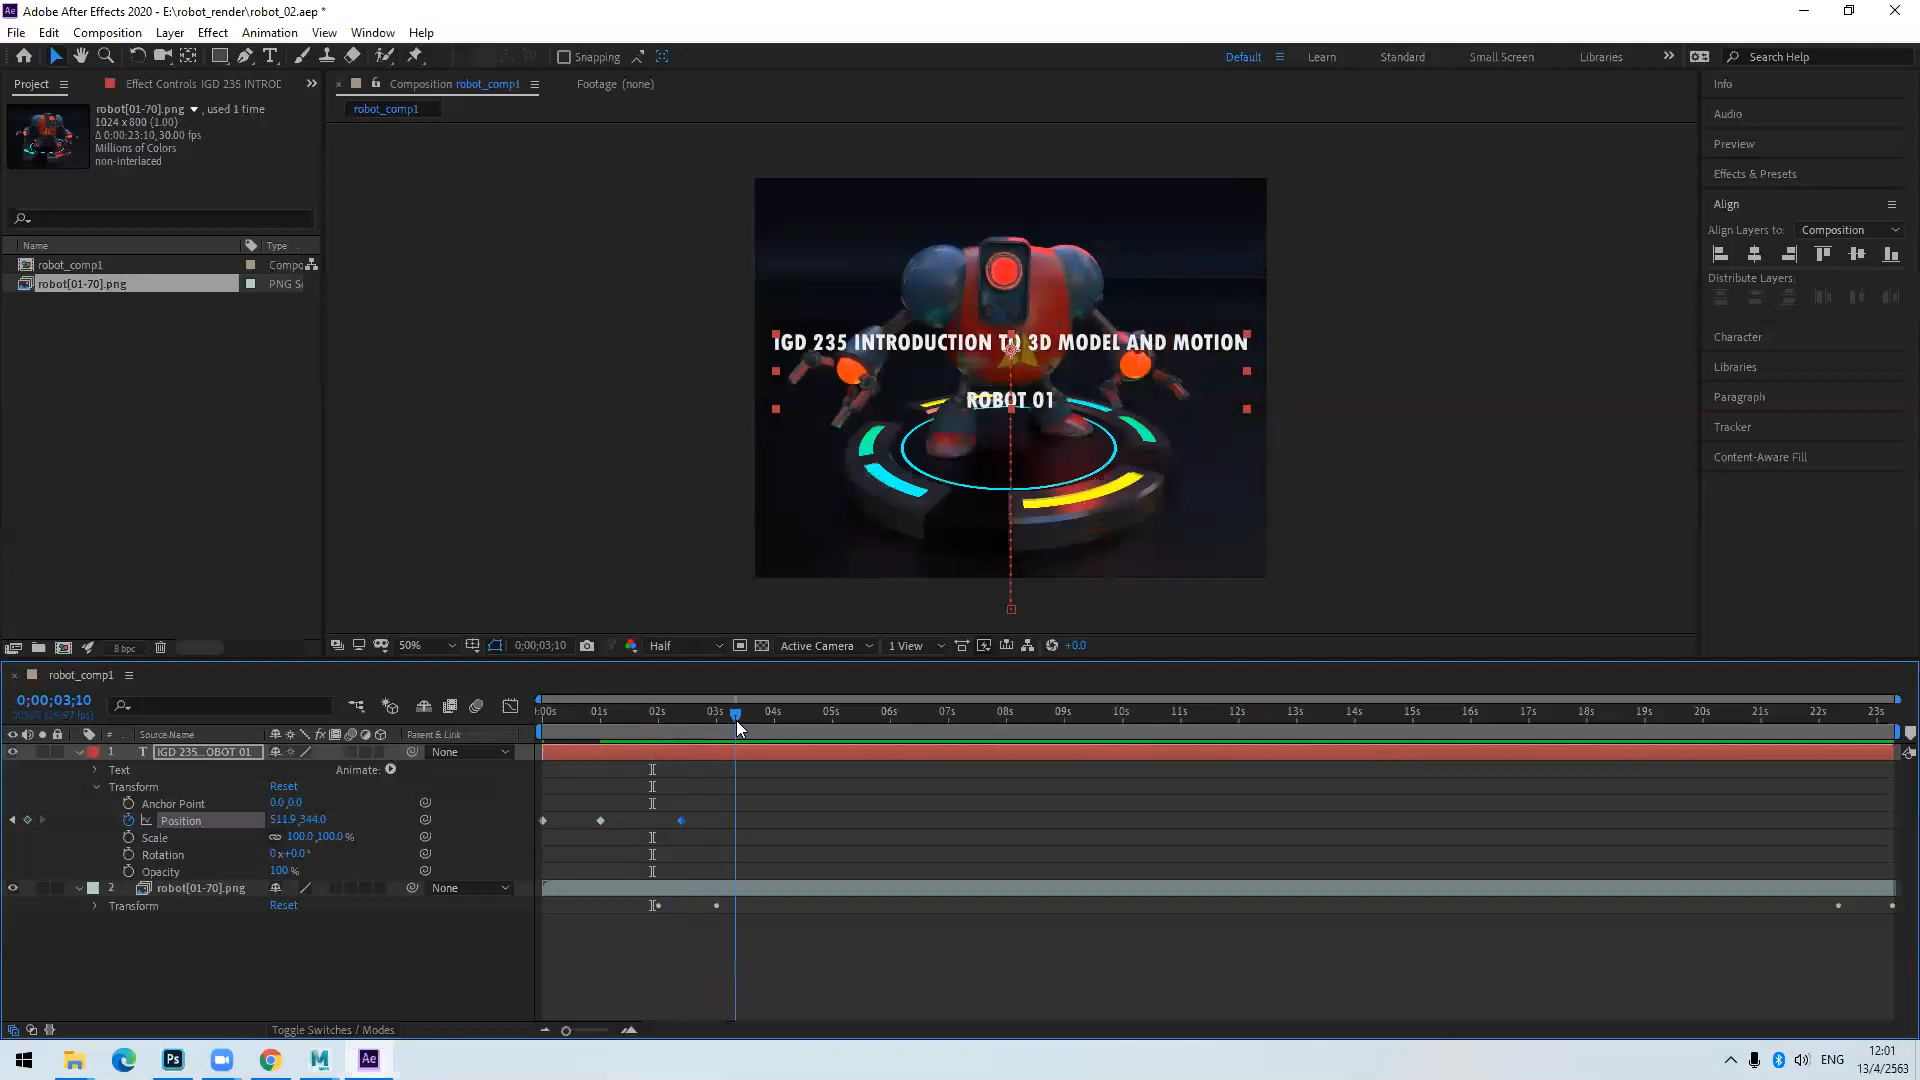 Adobe After Effects 2020 - E:\robot_render\robot_02.aep *
File Edit Composition Layer Effect Animation View Window Help
Snapping Default Learn Standard Small Screen Libraries Search Help
Project Effect Controls IGD 235 INTROD
Composition robot_comp1 Footage (none)
robot_comp1
robot[01-70].png , used 1 time
1024 x 800 (1.00)
Δ 0:00:23:10, 30.00 fps
Millions of Colors
non-interlaced
Name Type
robot_comp1 Compo
robot[01-70].png PNG S
IGD 235 INTRODUCTION TO 3D MODEL AND MOTION
ROBOT 01
Info
Audio
Preview
Effects & Presets
Align
Align Layers to: Composition
Distribute Layers:
Character
Libraries
Paragraph
Tracker
Content-Aware Fill
8 bpc
50% 0;00;03;10 Half Active Camera 1 View +0.0
robot_comp1
0;00;03;10
:00s 01s 02s 03s 04s 05s 06s 07s 08s 09s 10s 11s 12s 13s 14s 15s 16s 17s 18s 19s 20s 21s 22s 23s
# Source Name Parent & Link
1 T IGD 235...OBOT 01 None
Text Animate:
Transform Reset
Anchor Point 0.0,0.0
Position 511.9,344.0
Scale 100.0,100.0 %
Rotation 0x+0.0°
Opacity 100 %
2 robot[01-70].png None
Transform Reset
Toggle Switches / Modes
Ps M Ae ENG 12:01
13/4/2563